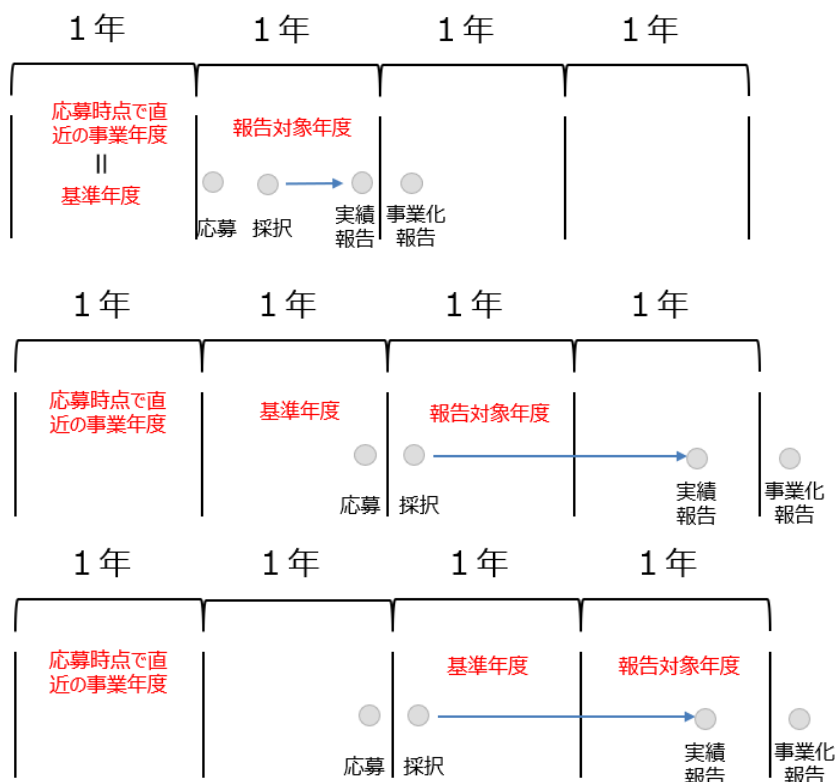 1年 1年 1年 1年
応募時点で直
近の事業年度
=
基準年度
報告対象年度
応募 採択 実績
報告
事業化
報告
1年 1年 1年 1年
応募時点で直
近の事業年度
基準年度
報告対象年度
応募 採択 実績
報告
事業化
報告
1年 1年 1年 1年
応募時点で直
近の事業年度
基準年度
報告対象年度
応募 採択 実績
報告
事業化
報告